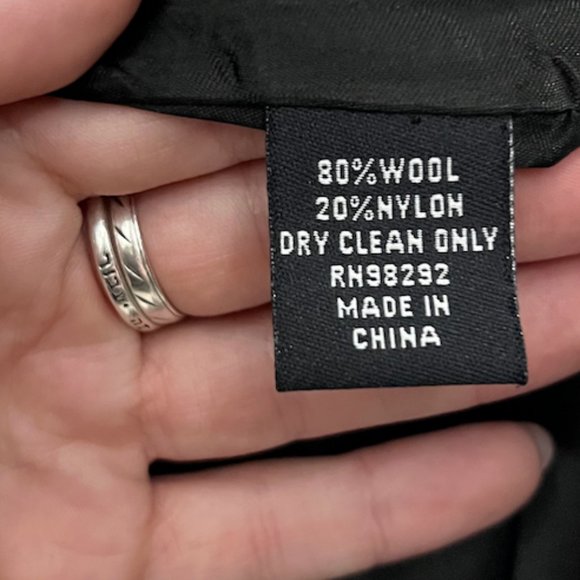 80%WOOL
20%NYLON
DRY CLEAN ONLY
RN98292
MADE IN
CHINA